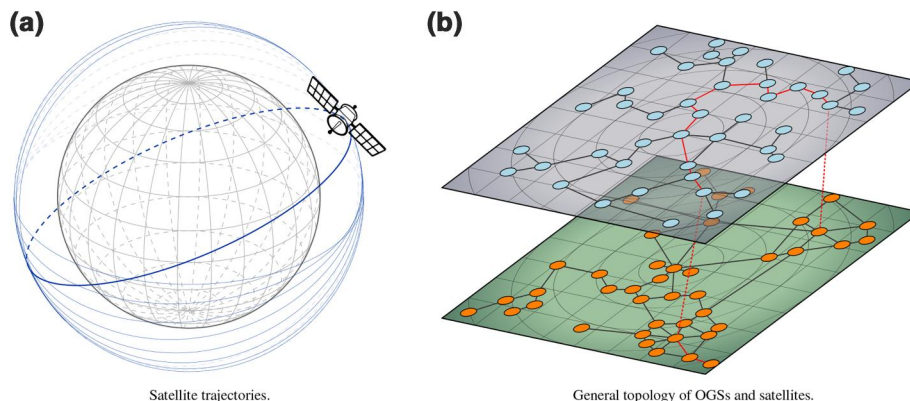 (a)
(b)
Satellite trajectories.
General topology of OGSs and satellites.